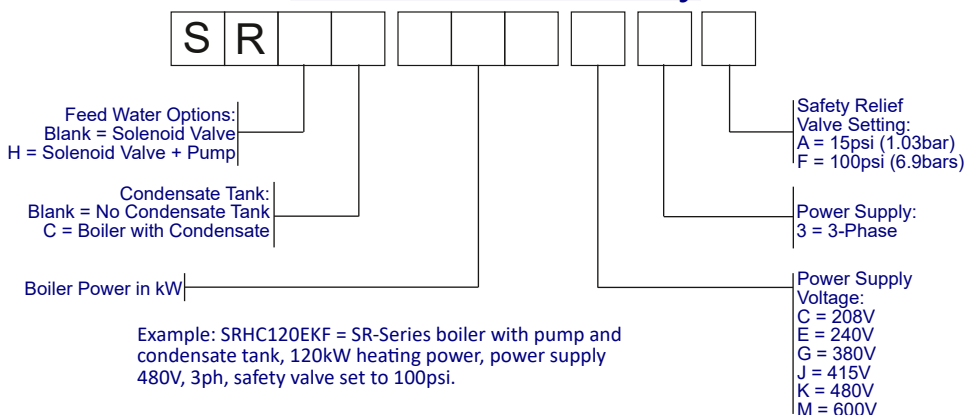 S R
Feed Water Options:
Blank = Solenoid Valve
H = Solenoid Valve + Pump
Condensate Tank:
Blank = No Condensate Tank
C = Boiler with Condensate
Boiler Power in kW
Safety Relief
Valve Setting:
A = 15psi (1.03bar)
F = 100psi (6.9bars)
Power Supply:
3 = 3-Phase
Power Supply
Voltage:
C = 208V
E = 240V
G = 380V
J = 415V
K = 480V
M = 600V
Example: SRHC120EKF = SR-Series boiler with pump and
condensate tank, 120kW heating power, power supply
480V, 3ph, safety valve set to 100psi.